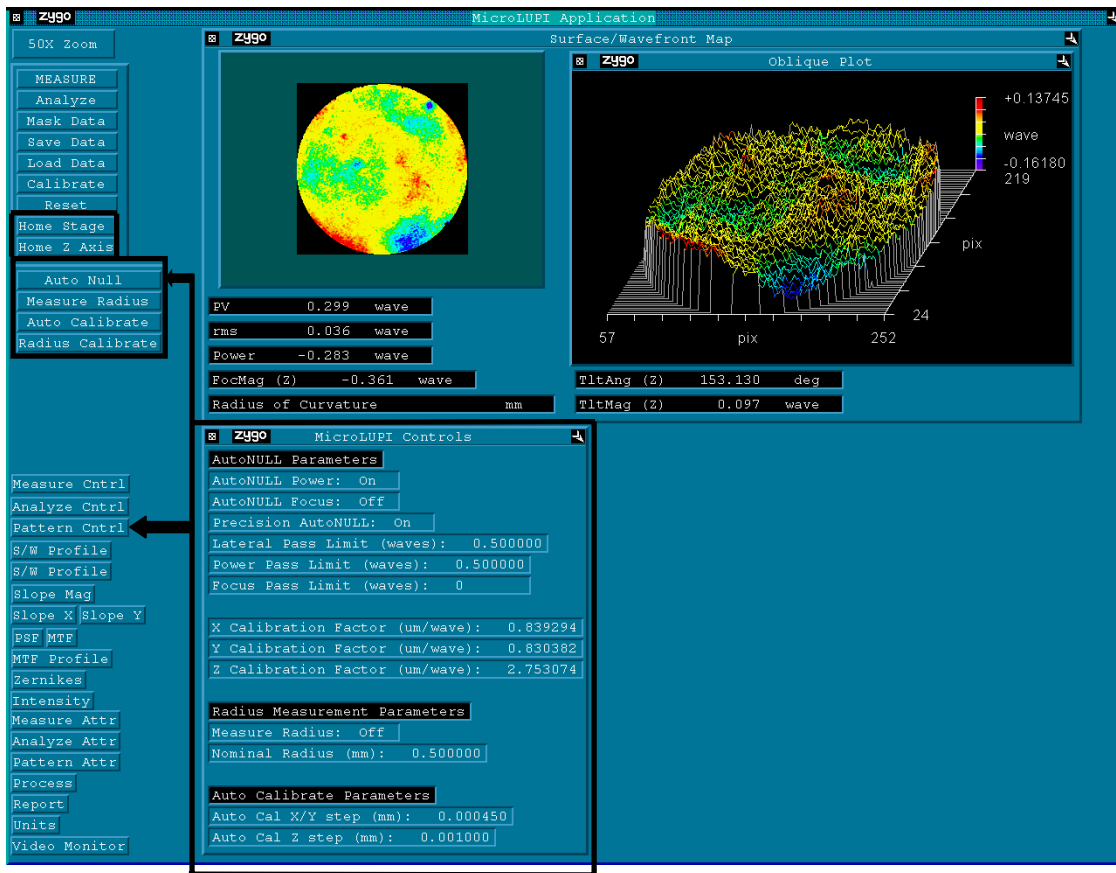 zygo MicroLUPI Application
50X Zoom
MEASURE
Analyze
Mask Data
Save Data
Load Data
Calibrate
Reset
Home Stage
Home Z Axis
Auto Null
Measure Radius
Auto Calibrate
Radius Calibrate
Measure Cntrl
Analyze Cntrl
Pattern Cntrl
S/W Profile
S/W Profile
Slope Mag
Slope X Slope Y
PSF MTF
MTF Profile
Zernikes
Intensity
Measure Attr
Analyze Attr
Pattern Attr
Process
Report
Units
Video Monitor
zygo Surface/Wavefront Map
PV 0.299 wave
rms 0.036 wave
Power -0.283 wave
FocMag (Z) -0.361 wave
Radius of Curvature mm
zygo Oblique Plot
+0.13745
wave
-0.16180
219
pix
24
57 pix 252
TltAng (Z) 153.130 deg
TltMag (Z) 0.097 wave
zygo MicroLUPI Controls
AutoNULL Parameters
AutoNULL Power: On
AutoNULL Focus: Off
Precision AutoNULL: On
Lateral Pass Limit (waves): 0.500000
Power Pass Limit (waves): 0.500000
Focus Pass Limit (waves): 0
X Calibration Factor (um/wave): 0.839294
Y Calibration Factor (um/wave): 0.830382
Z Calibration Factor (um/wave): 2.753074
Radius Measurement Parameters
Measure Radius: Off
Nominal Radius (mm): 0.500000
Auto Calibrate Parameters
Auto Cal X/Y step (mm): 0.000450
Auto Cal Z step (mm): 0.001000